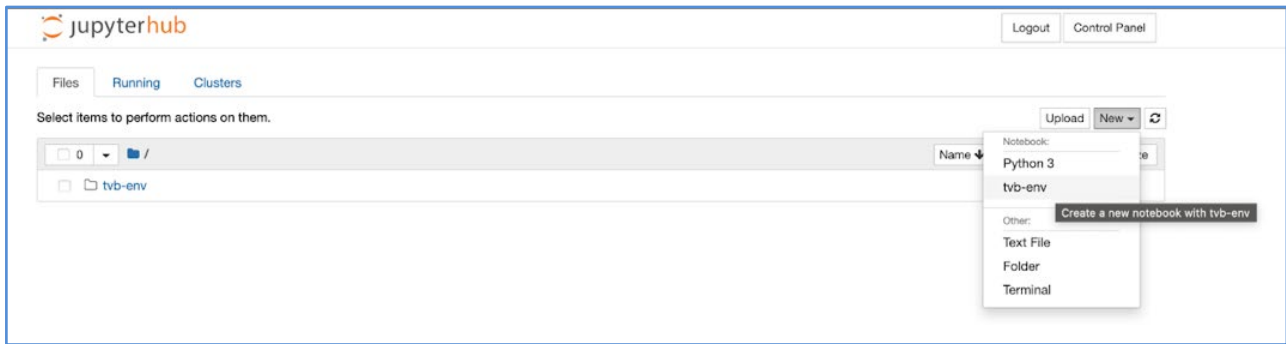 jupyterhub
Logout Control Panel
Files Running Clusters
Select items to perform actions on them.
Upload New
0 /
Name
tvb-env
Notebook:
Python 3
tvb-env
Create a new notebook with tvb-env
Other:
Text File
Folder
Terminal